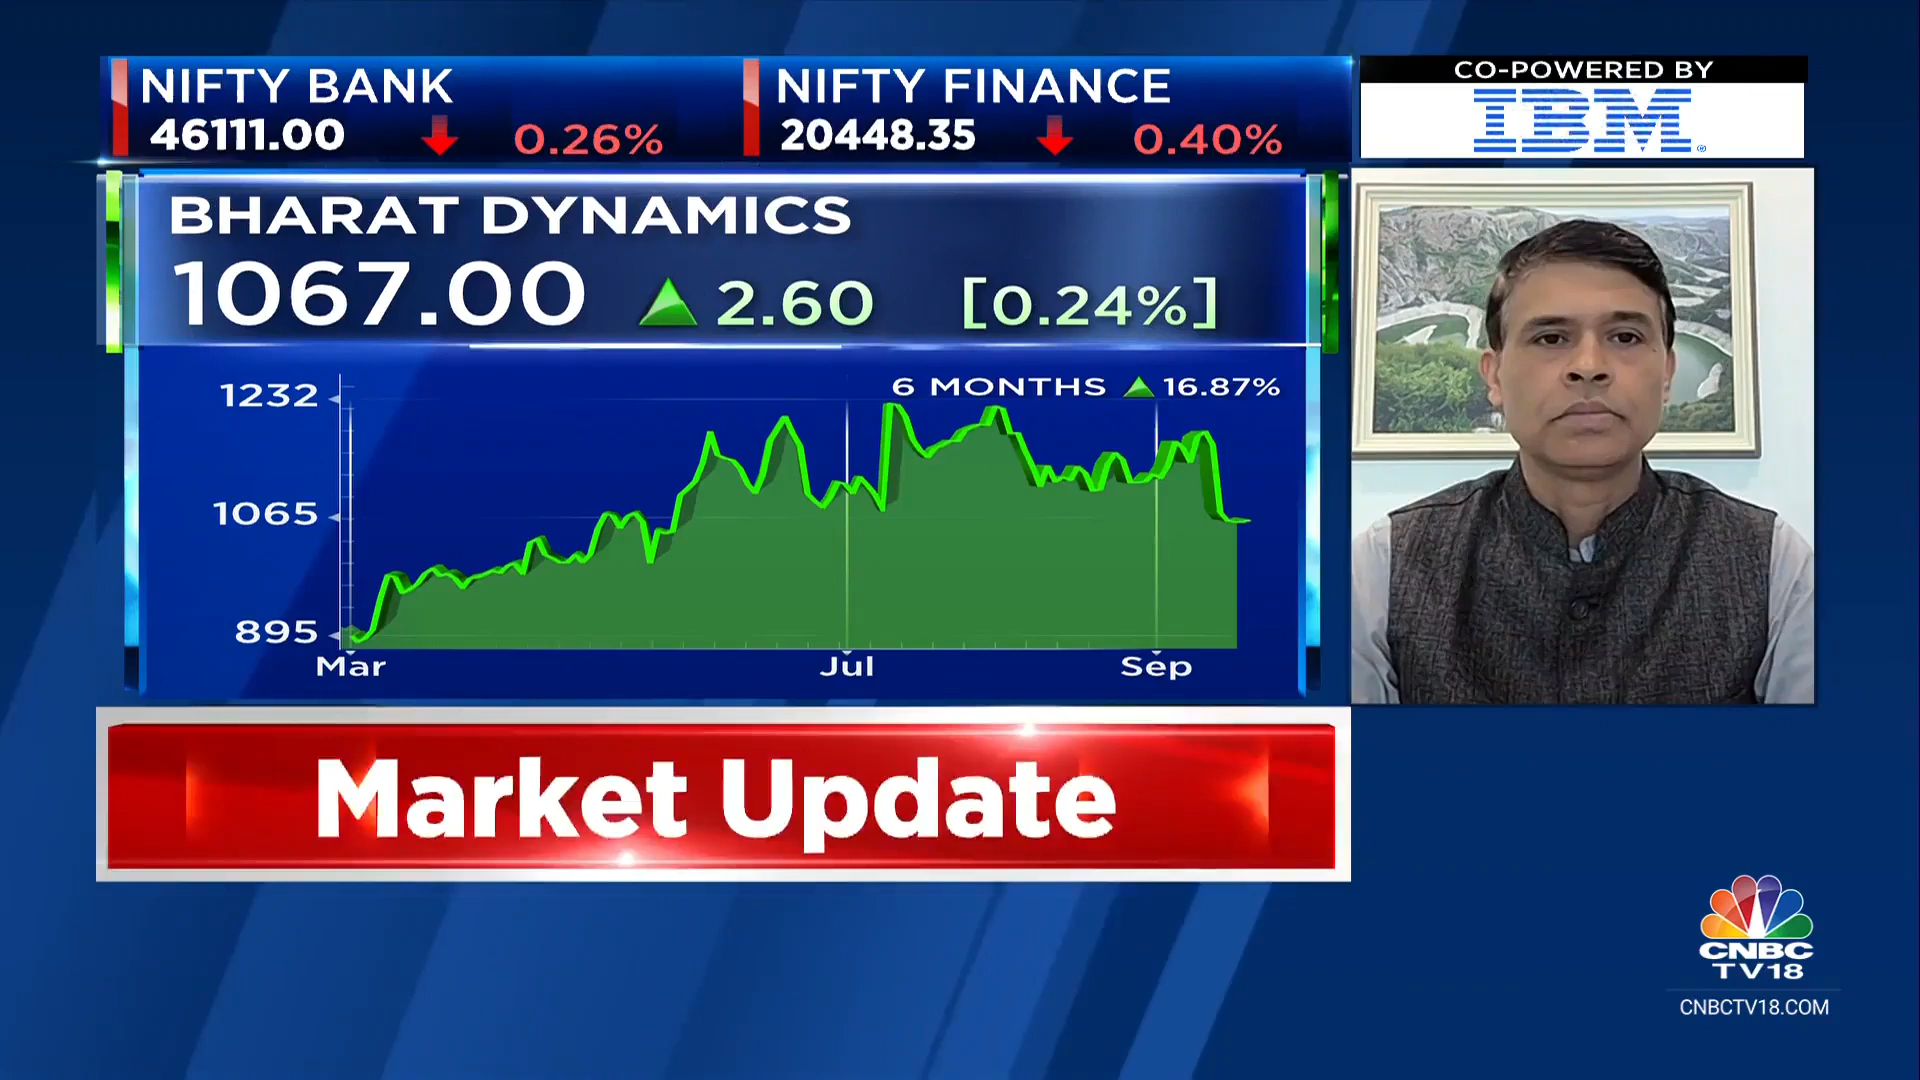 NIFTY BANK
46111.00 0.26%
NIFTY FINANCE
20448.35 0.40%
CO-POWERED BY
IBM®
BHARAT DYNAMICS
1067.00 2.60 [0.24%]
6 MONTHS 16.87%
1232
1065
895
Mar Jul Sep
Market Update
CNBC
TV18
CNBCTV18.COM